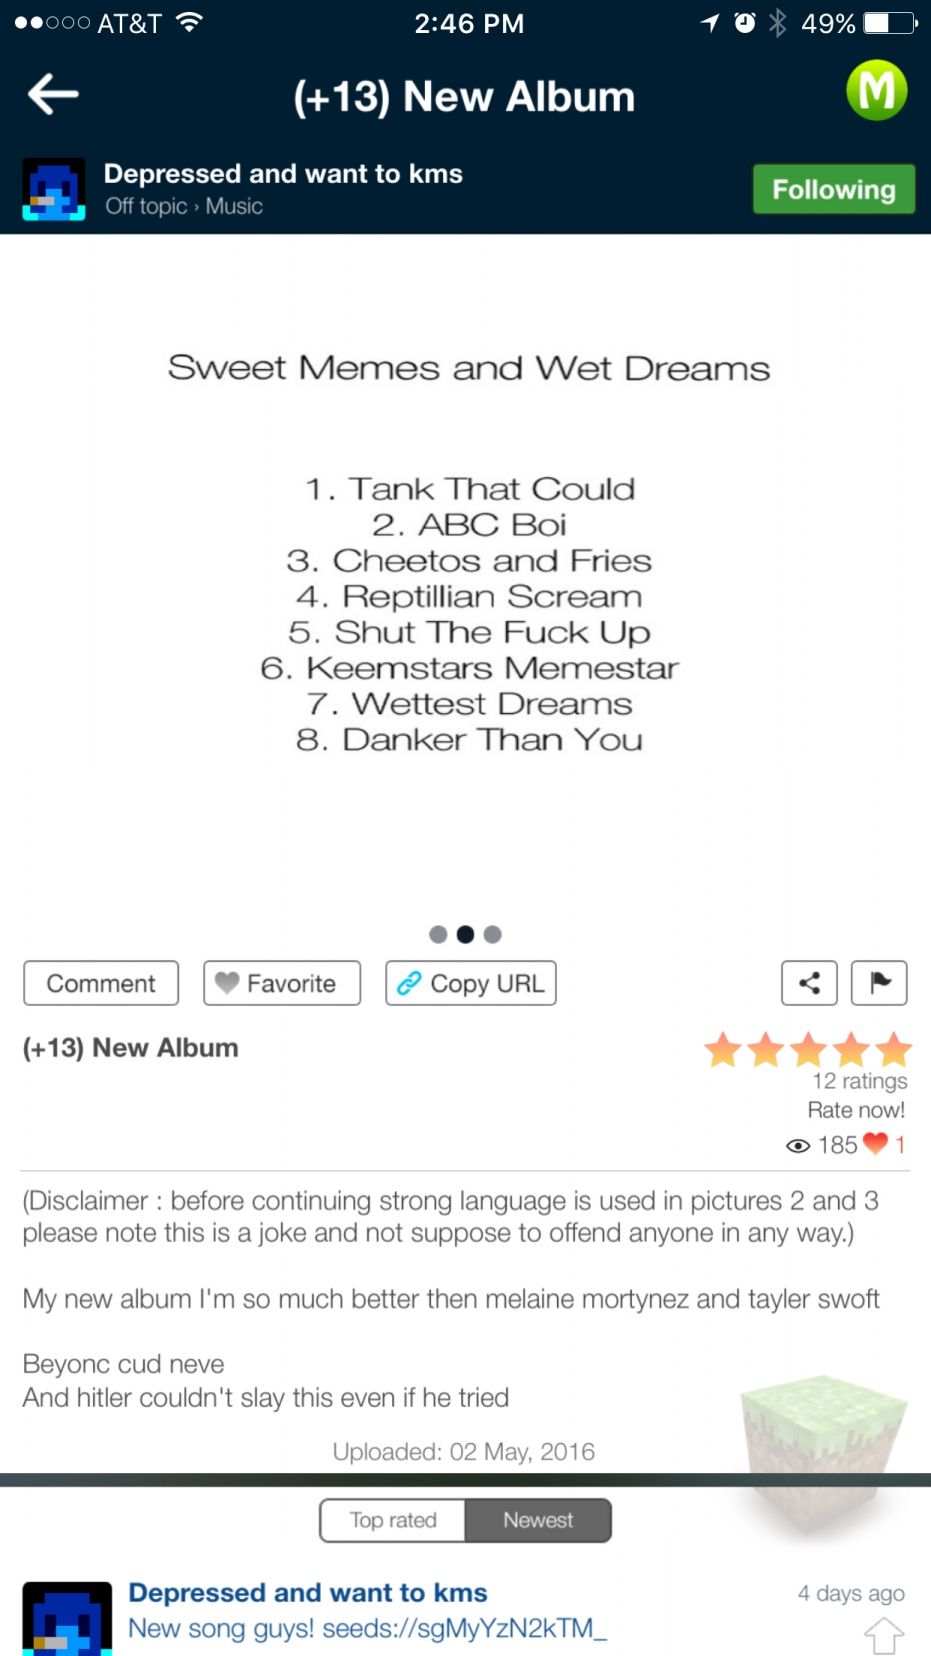 AT&T 2:46 PM 49%
(+13) New Album
M
Depressed and want to kms
Off topic › Music
Following
Sweet Memes and Wet Dreams
1. Tank That Could
2. ABC Boi
3. Cheetos and Fries
4. Reptillian Scream
5. Shut The Fuck Up
6. Keemstars Memestar
7. Wettest Dreams
8. Danker Than You
Comment Favorite Copy URL
(+13) New Album
12 ratings
Rate now!
185 1
(Disclaimer : before continuing strong language is used in pictures 2 and 3
please note this is a joke and not suppose to offend anyone in any way.)
My new album I'm so much better then melaine mortynez and tayler swoft
Beyonc cud neve
And hitler couldn't slay this even if he tried
Uploaded: 02 May, 2016
Top rated Newest
Depressed and want to kms 4 days ago
New song guys! seeds://sgMyYzN2kTM_